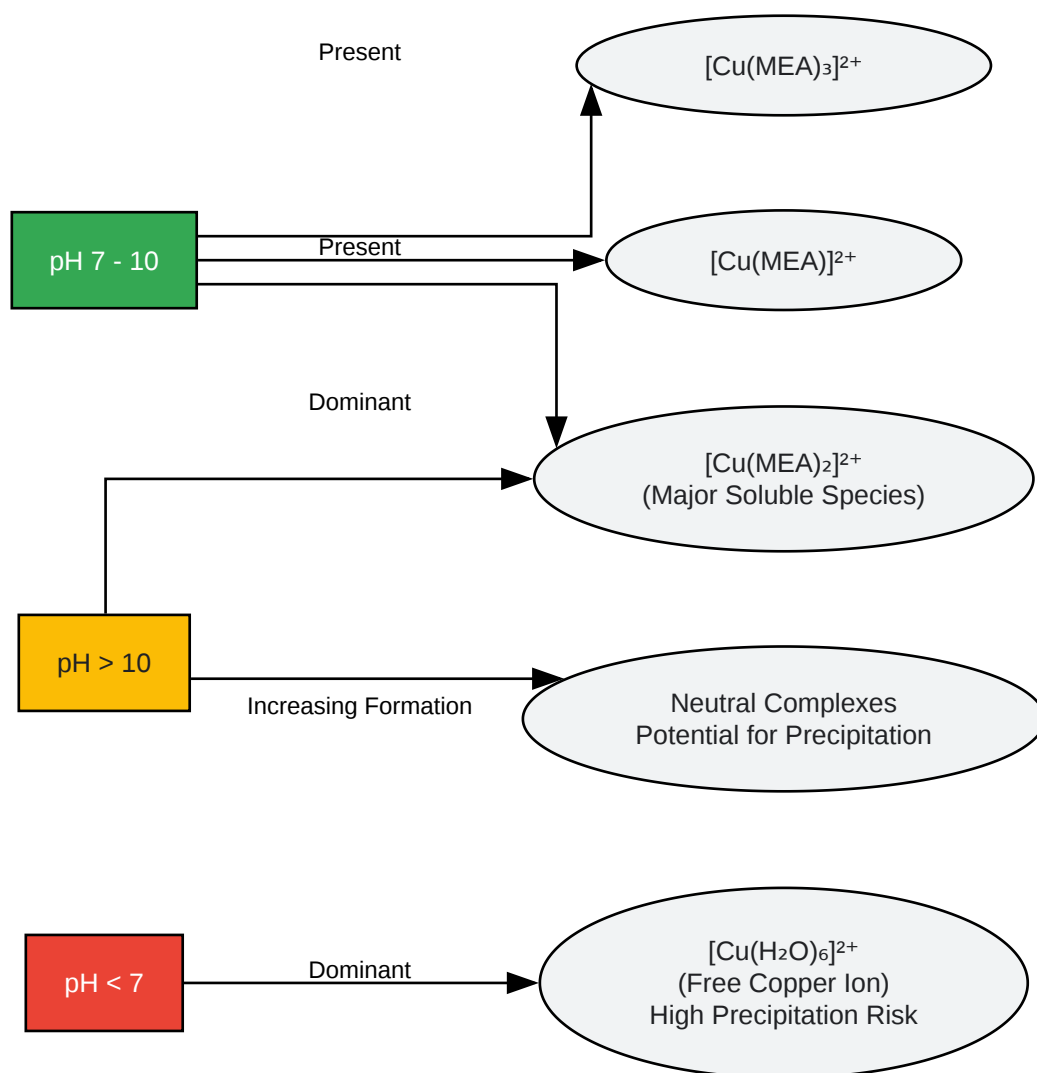 Present
[Cu(MEA)₃]²⁺
pH 7 - 10
Present
[Cu(MEA)]²⁺
Dominant
[Cu(MEA)₂]²⁺
(Major Soluble Species)
pH > 10
Increasing Formation
Neutral Complexes
Potential for Precipitation
pH < 7
Dominant
[Cu(H₂O)₆]²⁺
(Free Copper Ion)
High Precipitation Risk